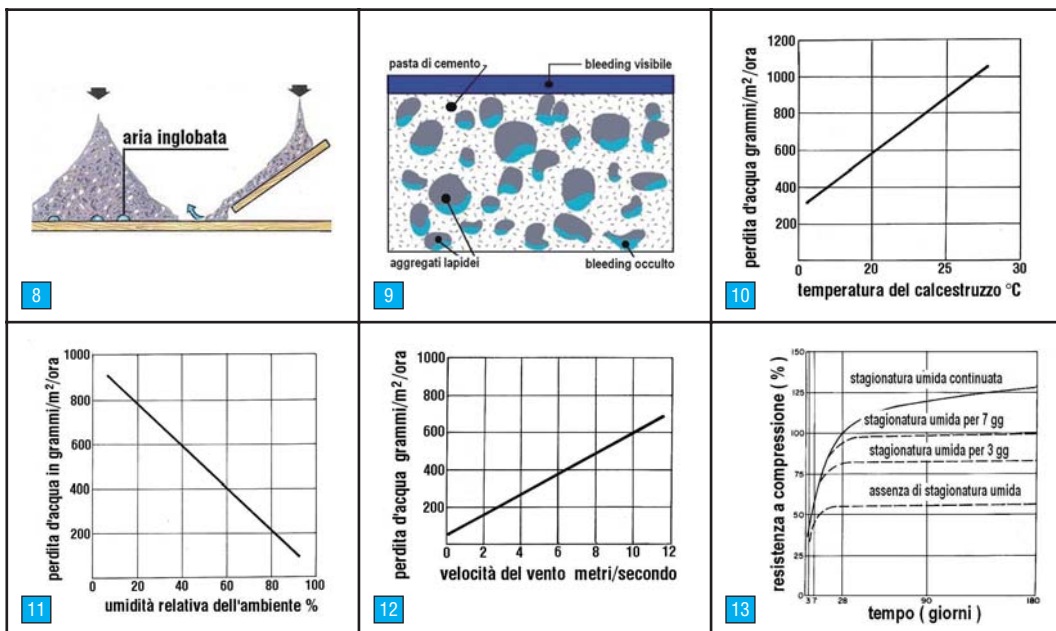 aria inglobata
8
pasta di cemento
bleeding visibile
aggregati lapidei
bleeding occulto
9
perdita d'acqua grammi/m²/ora
1200
1000
800
600
400
200
0
20
25
30
temperatura del calcestruzzo °C
10
perdita d'acqua in grammi/m²/ora
1000
800
600
400
200
0
20
40
60
80
100
umidità relativa dell'ambiente %
11
perdita d'acqua grammi/m²/ora
1000
800
600
400
200
0
2
4
6
8
10
12
velocità del vento metri/secondo
12
resistenza a compressione ( % )
150
125
100
75
50
25
0
stagionatura umida continuata
stagionatura umida per 7 gg
stagionatura umida per 3 gg
assenza di stagionatura umida
3 7
28
90
180
tempo ( giorni )
13